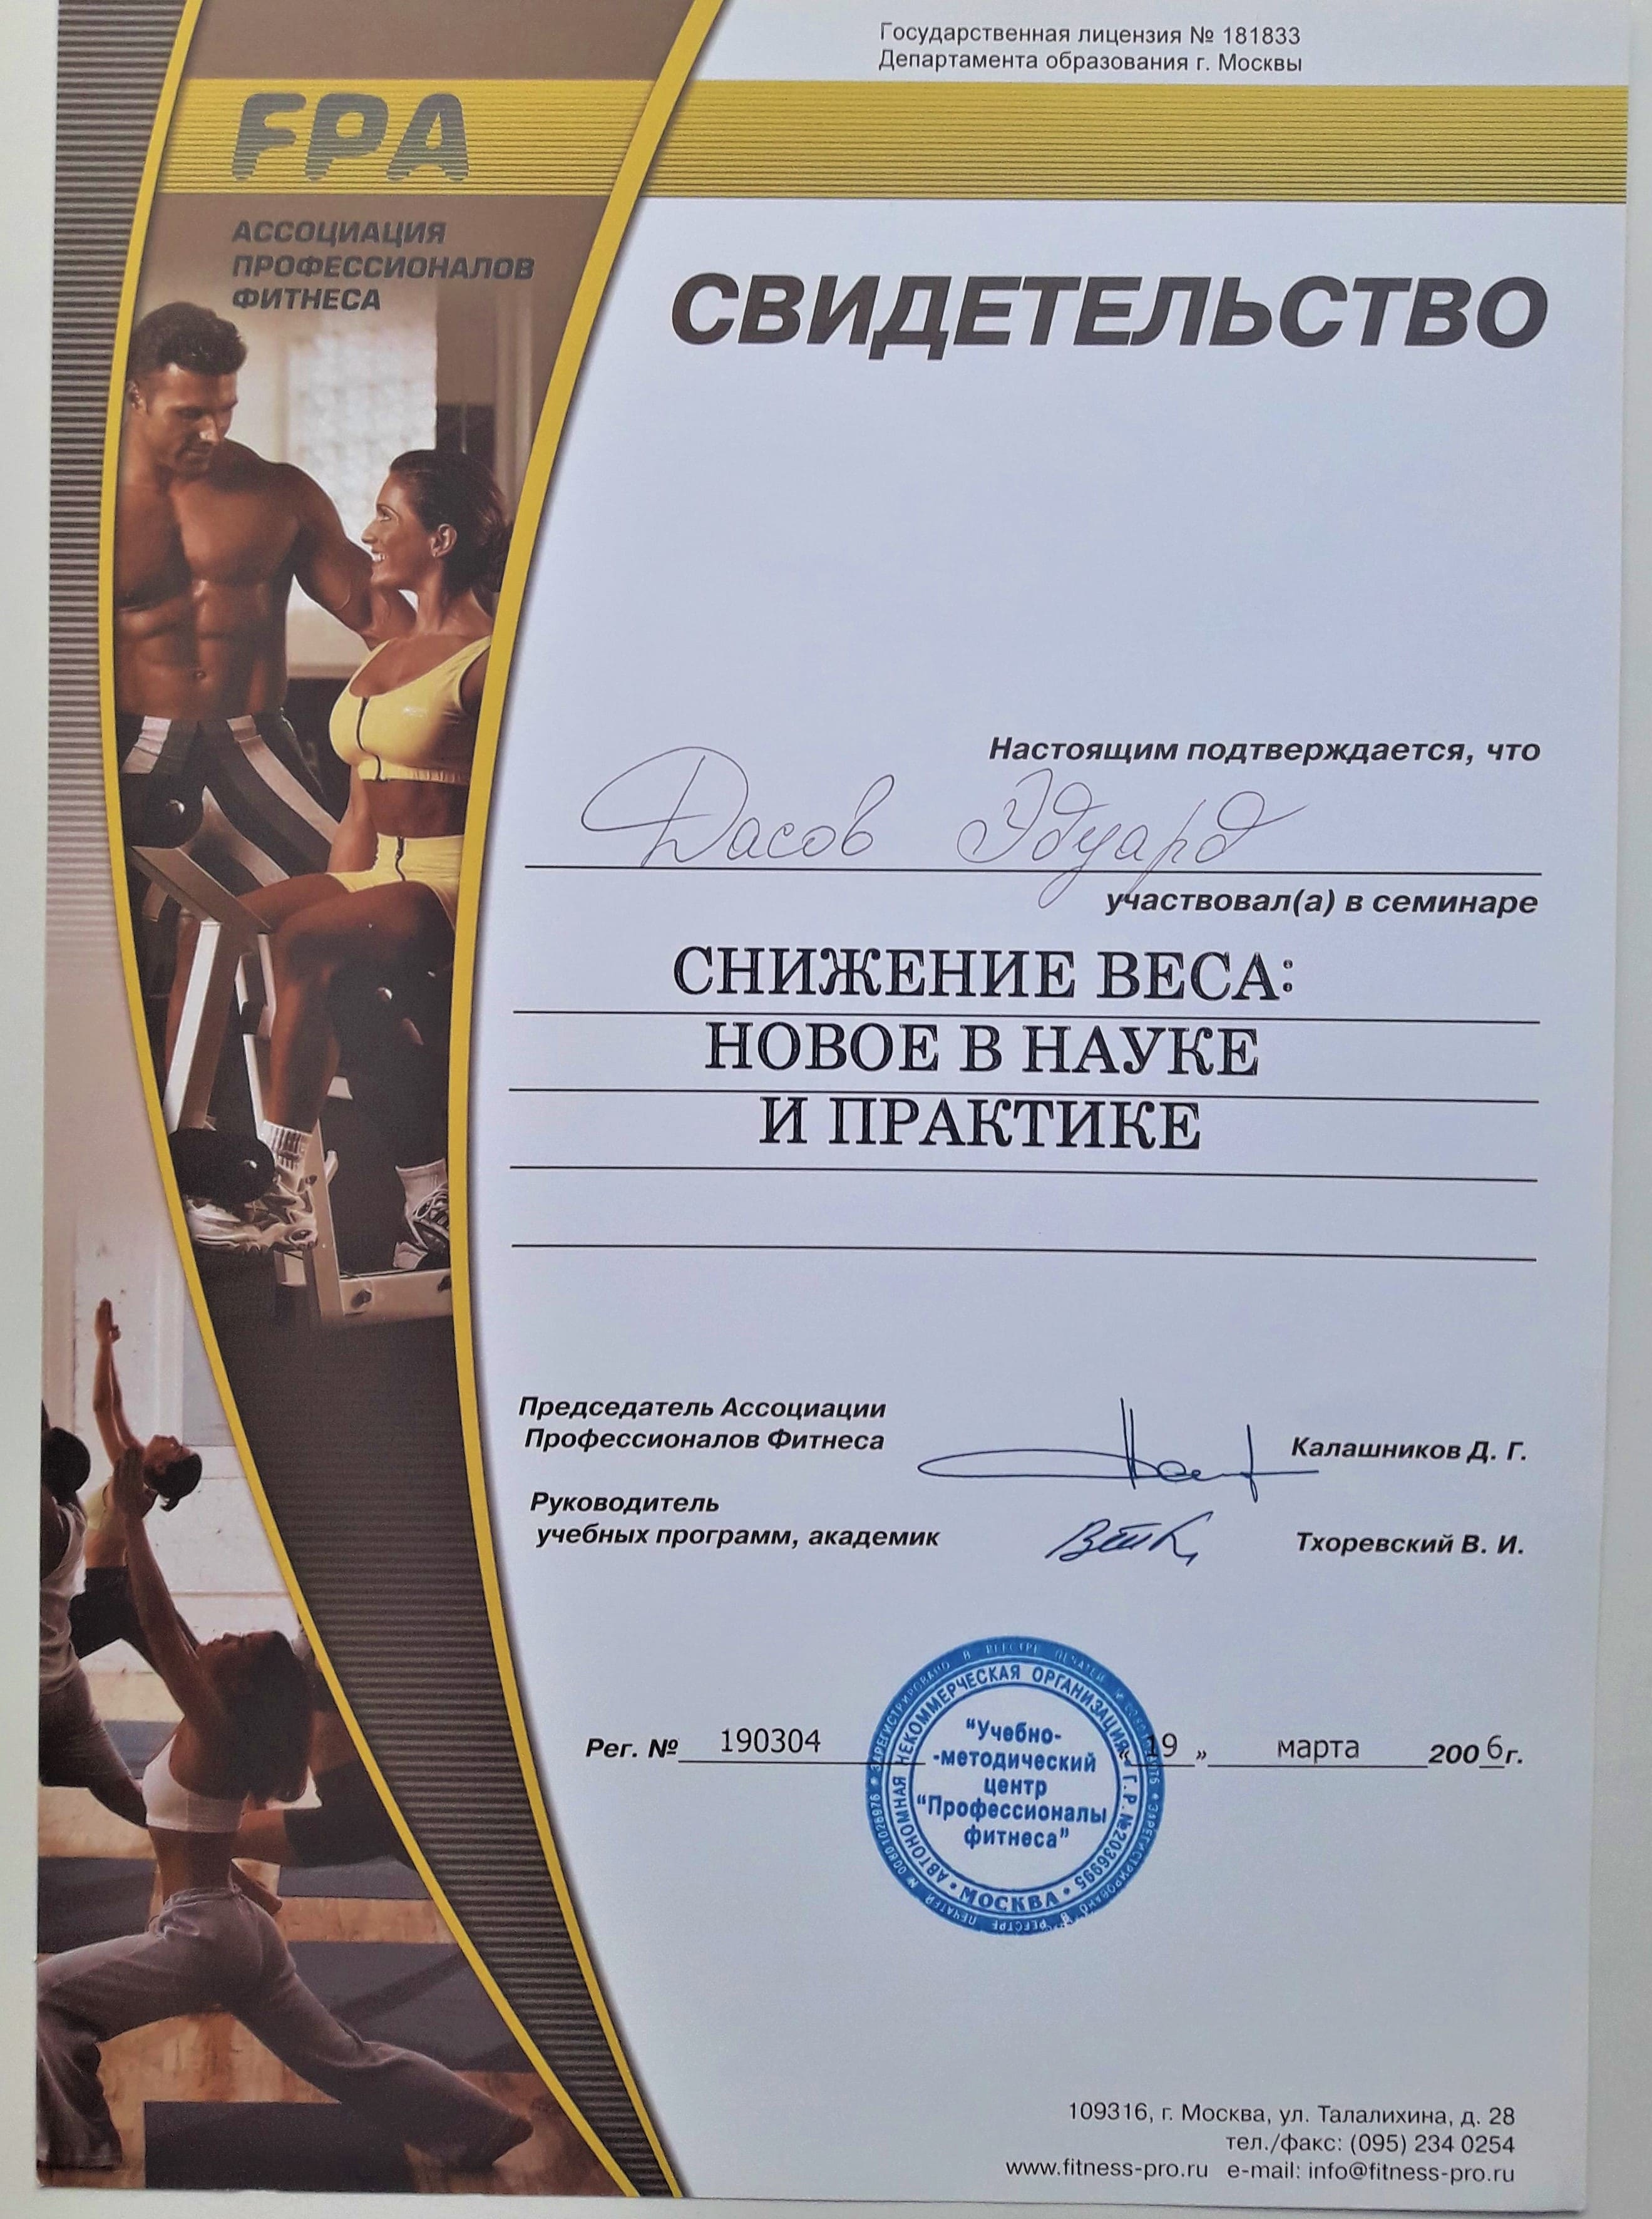 Государственная лицензия № 181833
Департамента образования г. Москвы
FPA
АССОЦИАЦИЯ
ПРОФЕССИОНАЛОВ
ФИТНЕСА
СВИДЕТЕЛЬСТВО
Настоящим подтверждается, что
Дасов Эдуард
участвовал(а) в семинаре
СНИЖЕНИЕ ВЕСА:
НОВОЕ В НАУКЕ
И ПРАКТИКЕ
Председатель Ассоциации
Профессионалов Фитнеса
Калашников Д. Г.
Руководитель
учебных программ, академик
Тхоревский В. И.
Рег. № 190304 « 19 » марта 2006г.
АВТОНОМНАЯ НЕКОММЕРЧЕСКАЯ ОРГАНИЗАЦИЯ • Г.Р.№2036995 • МОСКВА •
"Учебно-
-методический
центр
"Профессионалы
фитнеса"
109316, г. Москва, ул. Талалихина, д. 28
тел./факс: (095) 234 0254
www.fitness-pro.ru e-mail: info@fitness-pro.ru